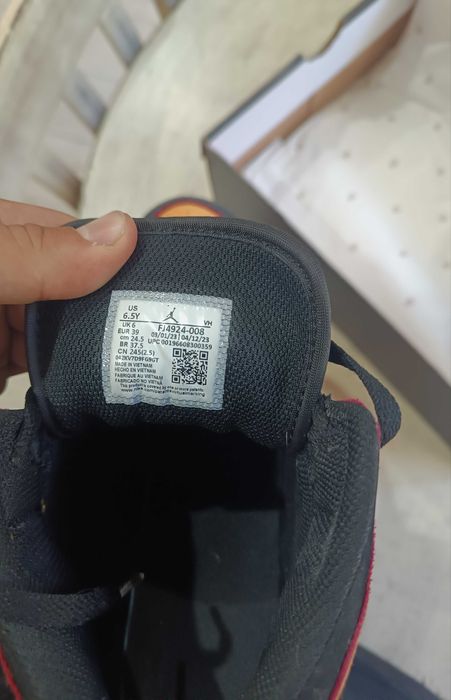 US
6.5Y
VH
UK 6
EUR 39
cm 24.5
BR 37.5
CN 245(2.5)
FJ4924-008
09/01/23 04/12/23
UPC 00196608300359
MADE IN VIETNAM
HECHO EN VIETNAM
FABRIQUE AU VIETNAM
FABRICADO NO VIETNAM